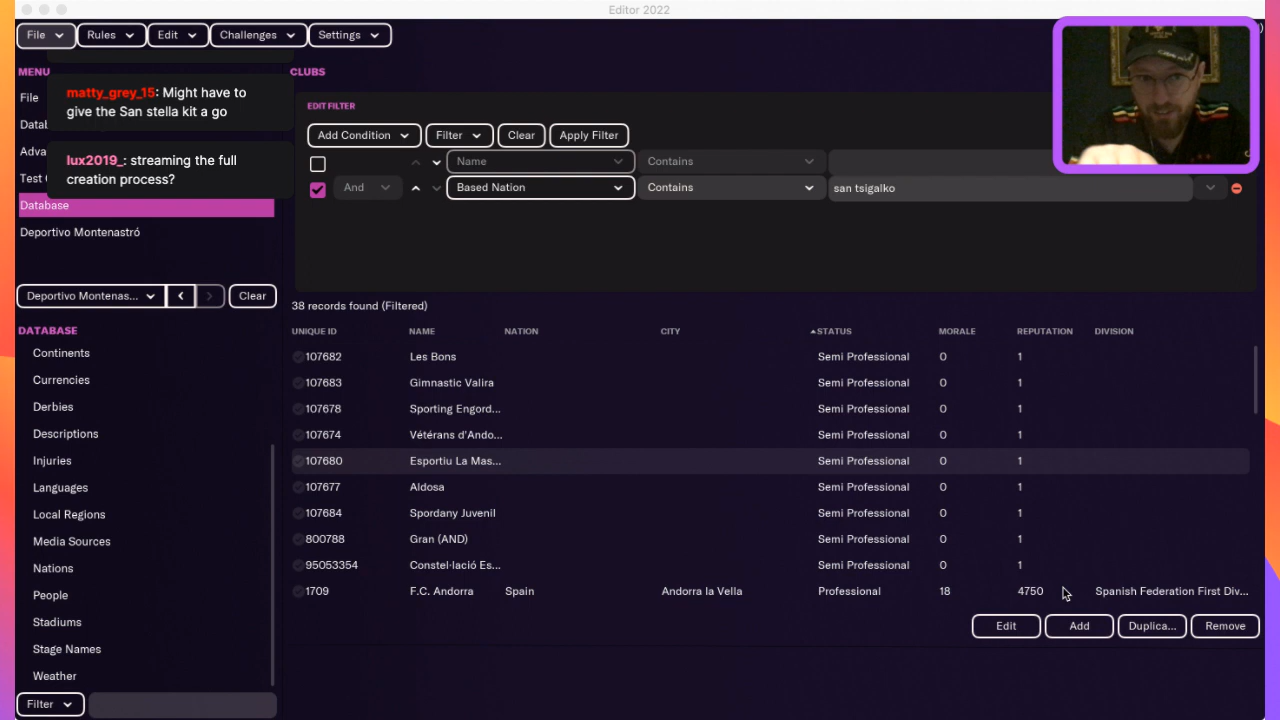 Editor 2022
File
Rules
Edit
Challenges
Settings
MENU
File
Datab
Adva
Test
Database
Deportivo Montenastró
matty_grey_15: Might have to
give the San stella kit a go
lux2019_: streaming the full
creation process?
Deportivo Montenas...
Clear
DATABASE
Continents
Currencies
Derbies
Descriptions
Injuries
Languages
Local Regions
Media Sources
Nations
People
Stadiums
Stage Names
Weather
Filter
CLUBS
EDIT FILTER
Add Condition Filter Clear Apply Filter
Name Contains
And Based Nation Contains san tsigalko
38 records found (Filtered)
UNIQUE ID NAME NATION CITY STATUS MORALE REPUTATION DIVISION
107682 Les Bons Semi Professional 0 1
107683 Gimnastic Valira Semi Professional 0 1
107678 Sporting Engord... Semi Professional 0 1
107674 Vétérans d'Ando... Semi Professional 0 1
107680 Esportiu La Mas... Semi Professional 0 1
107677 Aldosa Semi Professional 0 1
107684 Spordany Juvenil Semi Professional 0 1
800788 Gran (AND) Semi Professional 0 1
95053354 Constel·lació Es... Semi Professional 0 1
1709 F.C. Andorra Spain Andorra la Vella Professional 18 4750 Spanish Federation First Div...
Edit Add Duplica... Remove